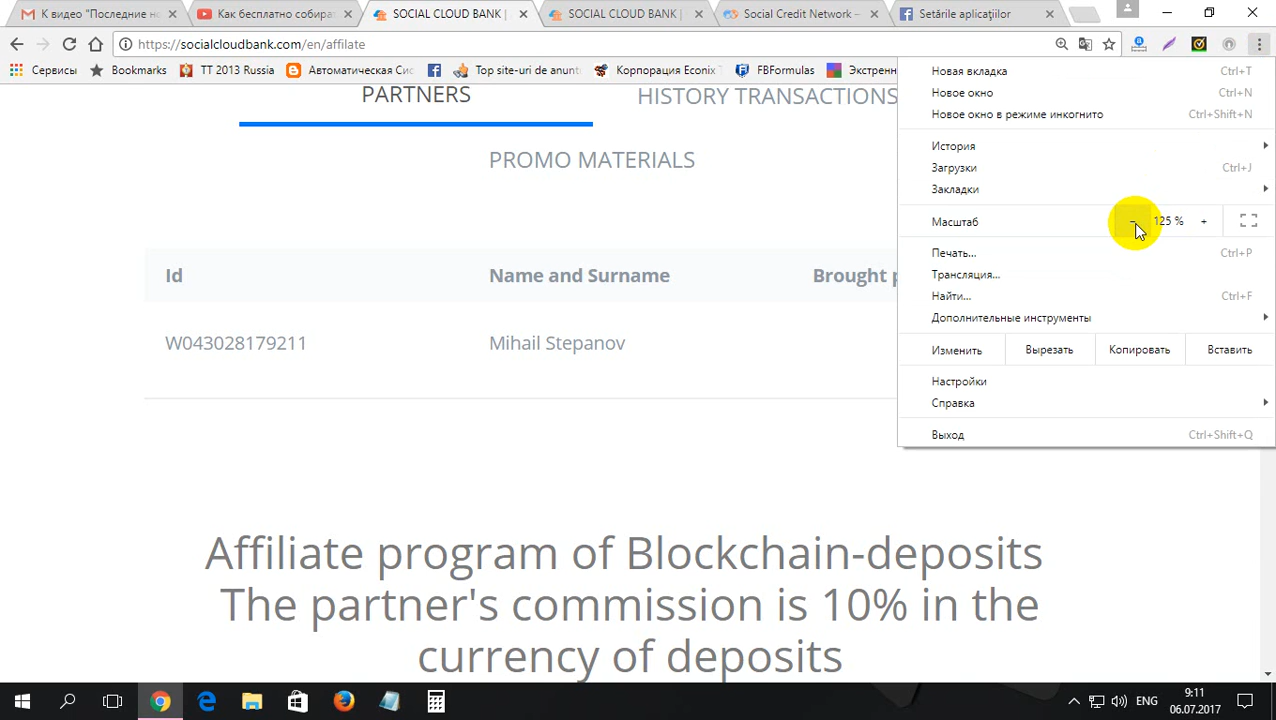 К видео "Последние н
Как бесплатно собира
SOCIAL CLOUD BANK |
SOCIAL CLOUD BANK |
Social Credit Network –
Setările aplicaţiilor
https://socialcloudbank.com/en/affilate
Сервисы
Bookmarks
TT 2013 Russia
Автоматическая
Top site-uri de anunt
Корпорация Econix
FBFormulas
Экстренн
PARTNERS
HISTORY TRANSACTIONS
PROMO MATERIALS
Id Name and Surname Brought
W043028179211 Mihail Stepanov
Affiliate program of Blockchain-deposits
The partner's commission is 10% in the
currency of deposits
Новая вкладка Ctrl+T
Новое окно Ctrl+N
Новое окно в режиме инкогнито Ctrl+Shift+N
История
Загрузки Ctrl+J
Закладки
Масштаб – 125 % +
Печать... Ctrl+P
Трансляция...
Найти... Ctrl+F
Дополнительные инструменты
Изменить Вырезать Копировать Вставить
Настройки
Справка
Выход Ctrl+Shift+Q
ENG
9:11
06.07.2017